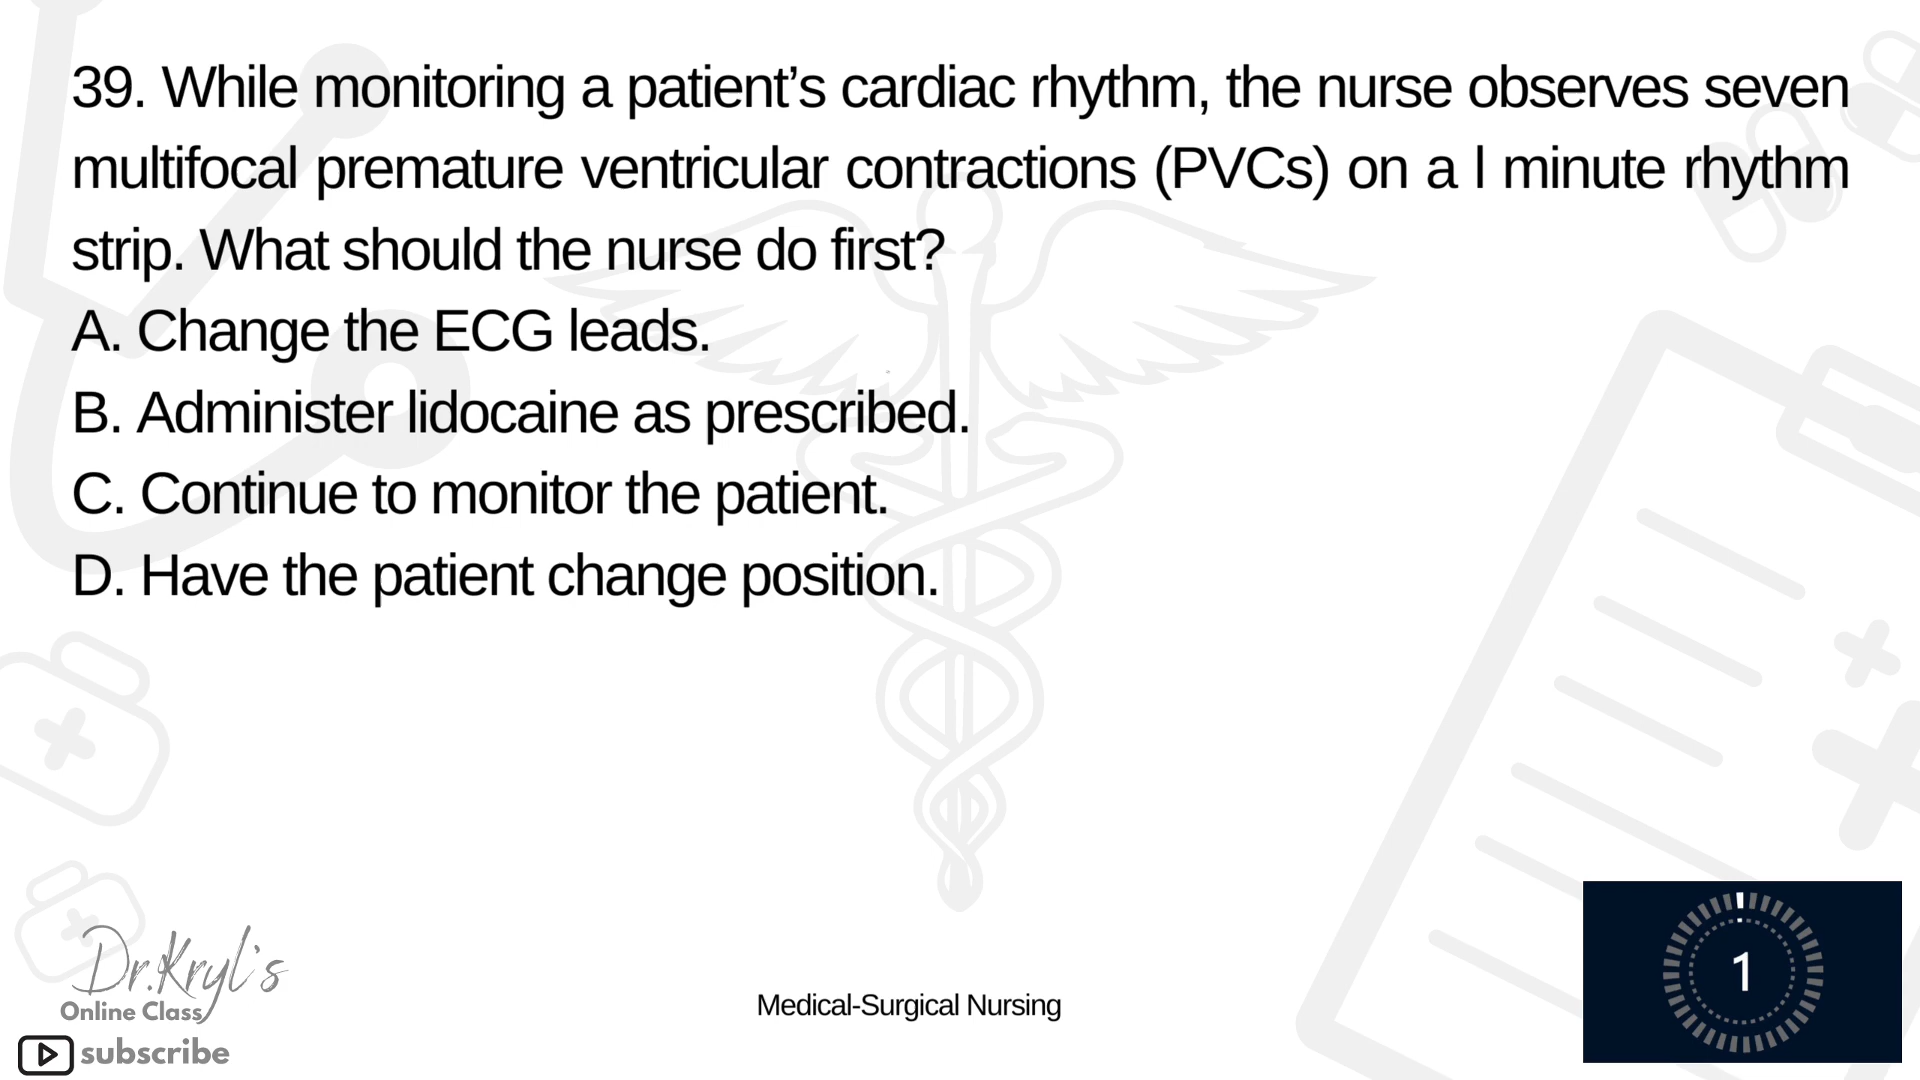 39. While monitoring a patient’s cardiac rhythm, the nurse observes seven
multifocal premature ventricular contractions (PVCs) on a l minute rhythm
strip. What should the nurse do first?
A. Change the ECG leads.
B. Administer lidocaine as prescribed.
C. Continue to monitor the patient.
D. Have the patient change position.
Dr.Kryl's
Online Class
subscribe
Medical-Surgical Nursing
1